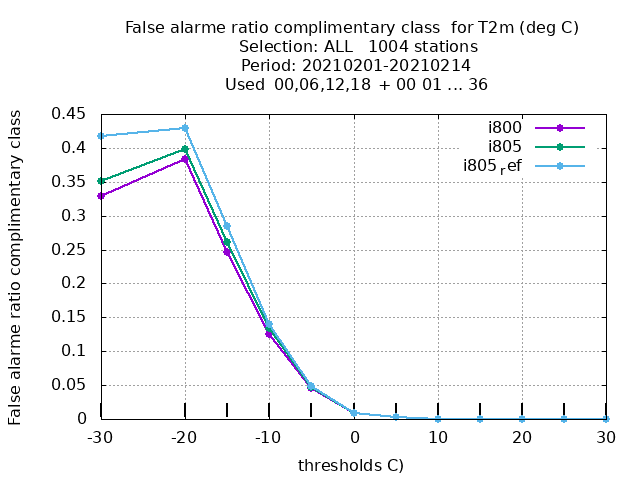 False alarme ratio complimentary class  for T2m (deg C)
Selection: ALL   1004 stations
Period: 20210201-20210214
Used  00,06,12,18  + 00 01 ... 36
False alarme ratio complimentary class
0.45
0.4
0.35
0.3
0.25
0.2
0.15
0.1
0.05
0
i800
i805
i805ref
-30 -20 -10 0 10 20 30
thresholds C)